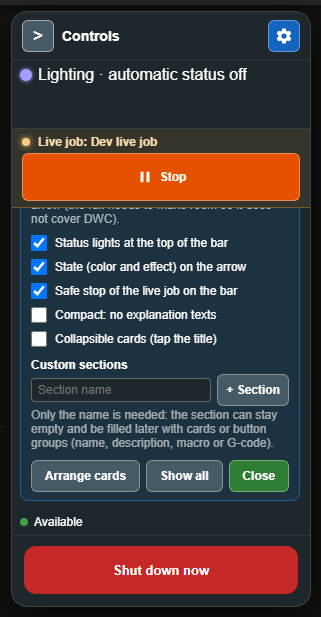 > Controls
Lighting · automatic status off
Live job: Dev live job
Stop
not cover DWC).
Status lights at the top of the bar
State (color and effect) on the arrow
Safe stop of the live job on the bar
Compact: no explanation texts
Collapsible cards (tap the title)
Custom sections
Section name
+ Section
Only the name is needed: the section can stay
empty and be filled later with cards or button
groups (name, description, macro or G-code).
Arrange cards Show all Close
Available
Shut down now